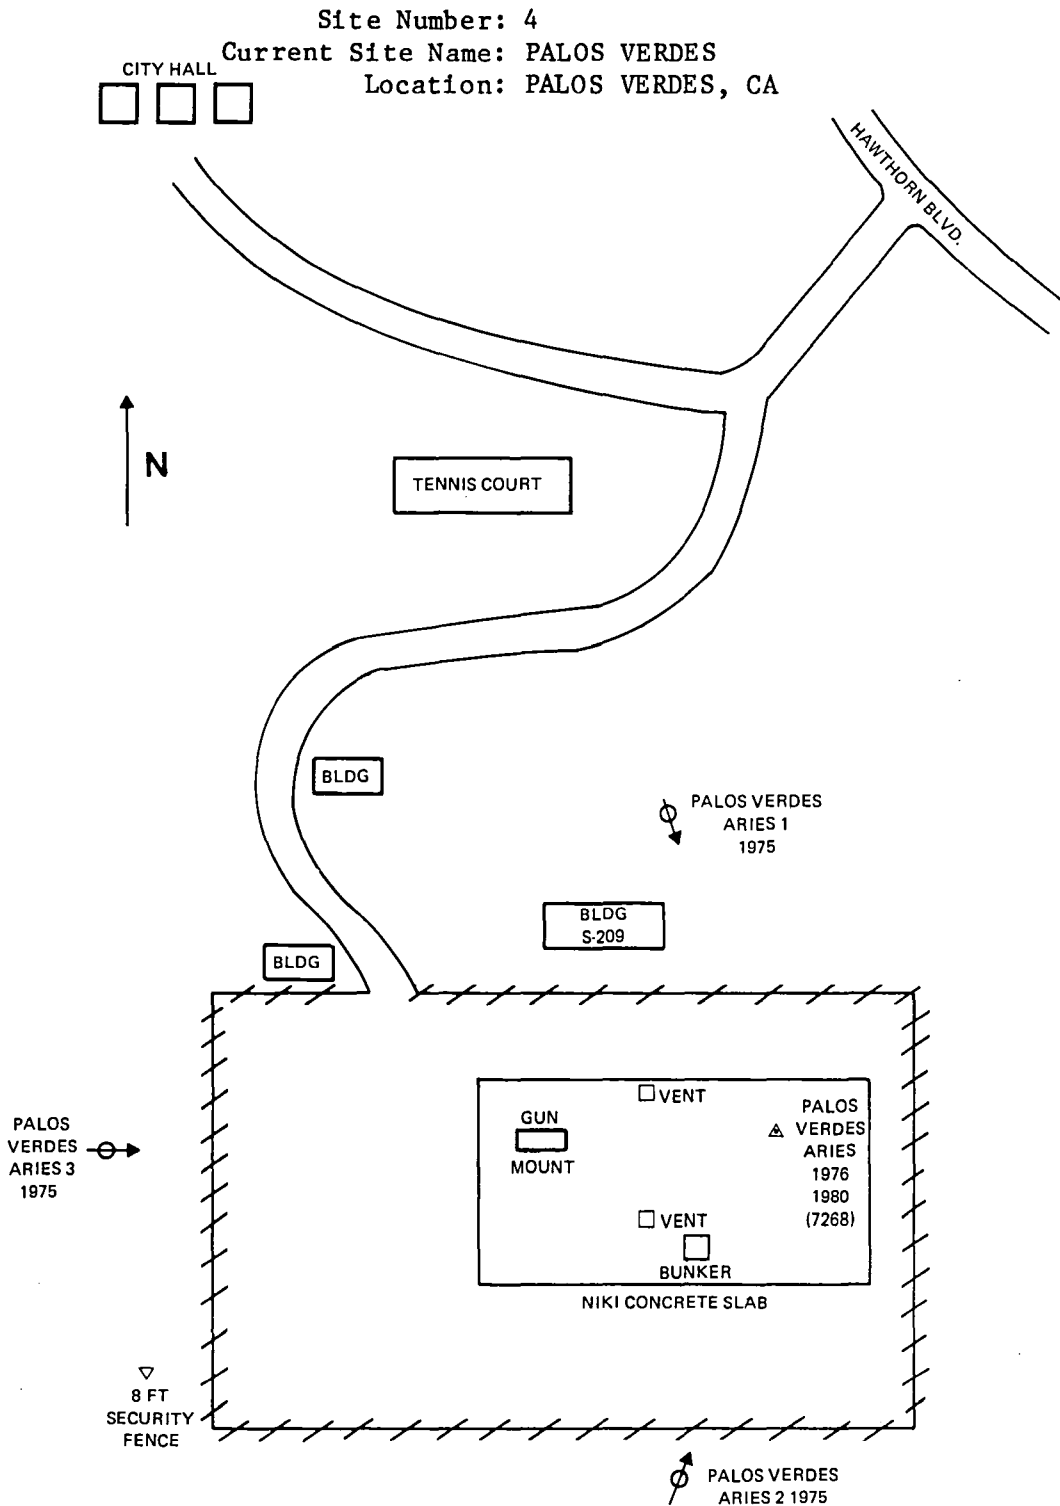 Site Number: 4
Current Site Name: PALOS VERDES
Location: PALOS VERDES, CA
CITY HALL
HAWTHORN BLVD.
N
TENNIS COURT
BLDG
PALOS VERDES
ARIES 1
1975
BLDG
S-209
BLDG
VENT
GUN
MOUNT
PALOS
VERDES
ARIES
1976
1980
(7268)
PALOS
VERDES
ARIES 3
1975
VENT
BUNKER
NIKI CONCRETE SLAB
8 FT
SECURITY
FENCE
PALOS VERDES
ARIES 2 1975